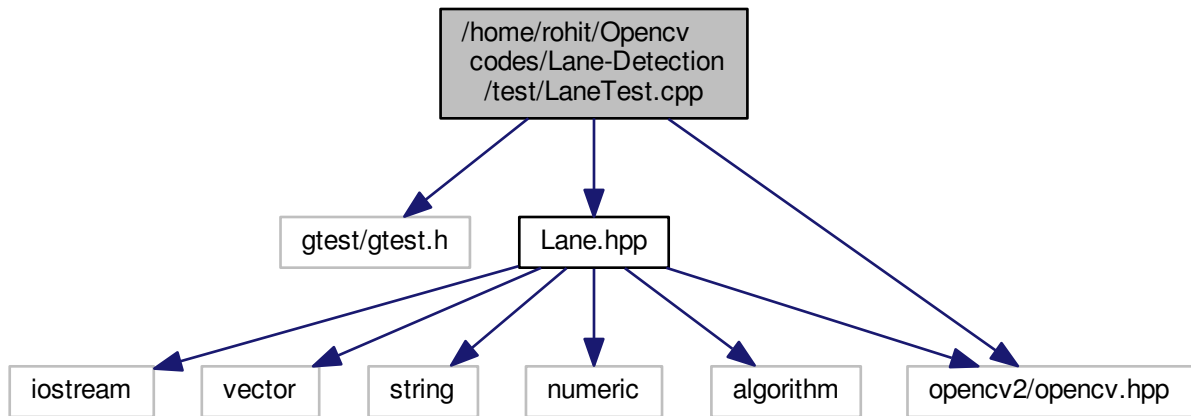 /home/rohit/Opencv
codes/Lane-Detection
/test/LaneTest.cpp
gtest/gtest.h
Lane.hpp
iostream
vector
string
numeric
algorithm
opencv2/opencv.hpp